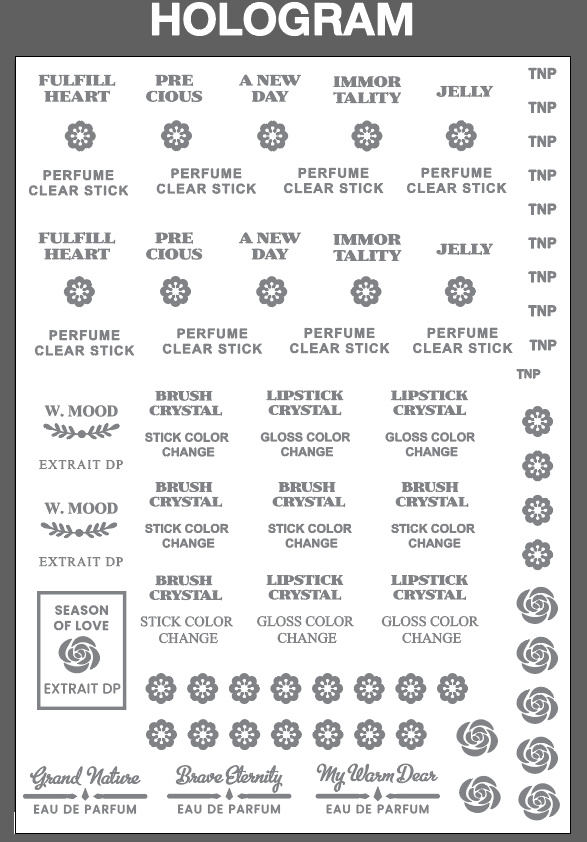 HOLOGRAM
FULFILL HEART
PRE CIOUS
A NEW DAY
IMMOR TALITY
JELLY
PERFUME CLEAR STICK
PERFUME CLEAR STICK
PERFUME CLEAR STICK
PERFUME CLEAR STICK
FULFILL HEART
PRE CIOUS
A NEW DAY
IMMOR TALITY
JELLY
PERFUME CLEAR STICK
PERFUME CLEAR STICK
PERFUME CLEAR STICK
PERFUME CLEAR STICK
TNP
TNP
TNP
TNP
TNP
TNP
TNP
TNP
TNP
TNP
W. MOOD
EXTRAIT DP
W. MOOD
EXTRAIT DP
BRUSH CRYSTAL
STICK COLOR CHANGE
LIPSTICK CRYSTAL
GLOSS COLOR CHANGE
LIPSTICK CRYSTAL
GLOSS COLOR CHANGE
BRUSH CRYSTAL
STICK COLOR CHANGE
BRUSH CRYSTAL
STICK COLOR CHANGE
BRUSH CRYSTAL
STICK COLOR CHANGE
BRUSH CRYSTAL
STICK COLOR CHANGE
LIPSTICK CRYSTAL
GLOSS COLOR CHANGE
LIPSTICK CRYSTAL
GLOSS COLOR CHANGE
SEASON
OF LOVE
EXTRAIT DP
Grand Nature
EAU DE PARFUM
Brave Eternity
EAU DE PARFUM
My Warm Dear
EAU DE PARFUM